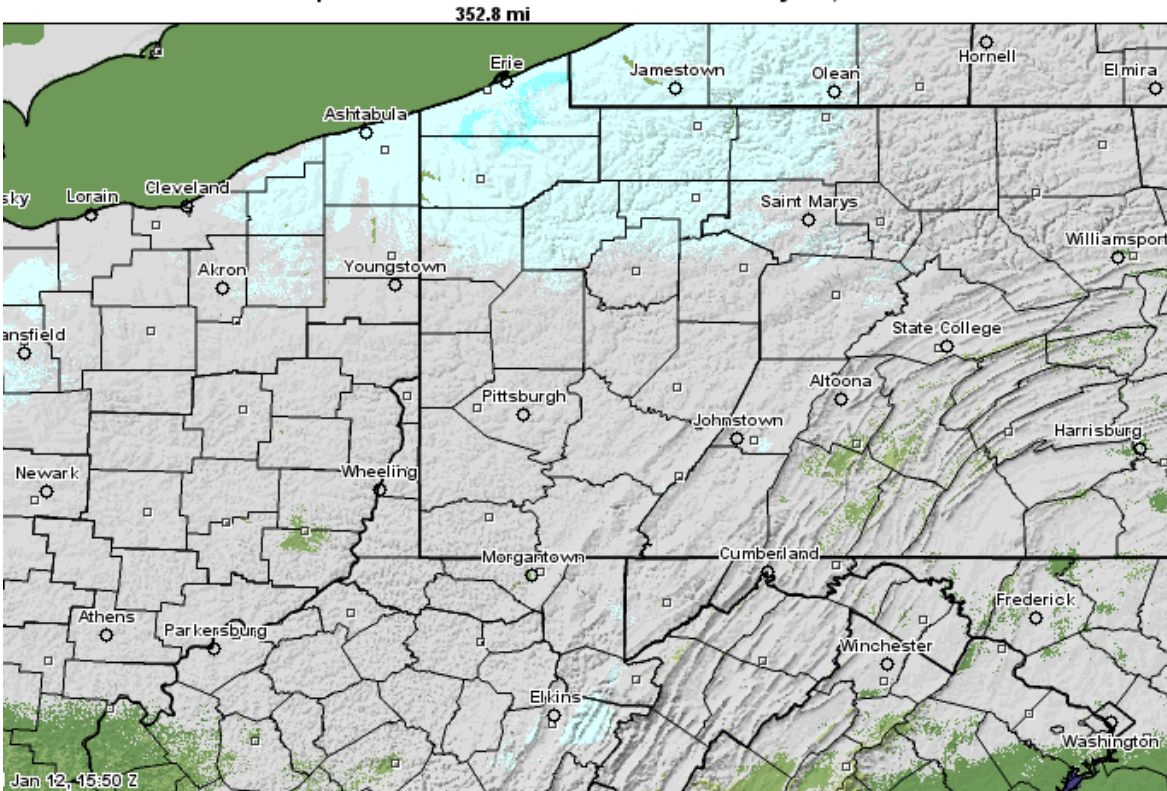 352.8 mi
Hornell
Erie
Jamestown
Olean
Elmira
Ashtabula
sky
Lorain
Cleveland
Saint Marys
Williamsport
Akron
Youngstown
ansfield
State College
Altoona
Pittsburgh
Johnstown
Harrisburg
Newark
Wheeling
Morgantown
Cumberland
Frederick
Athens
Parkersburg
Winchester
Elkins
Washington
Jan 12, 15:50 Z